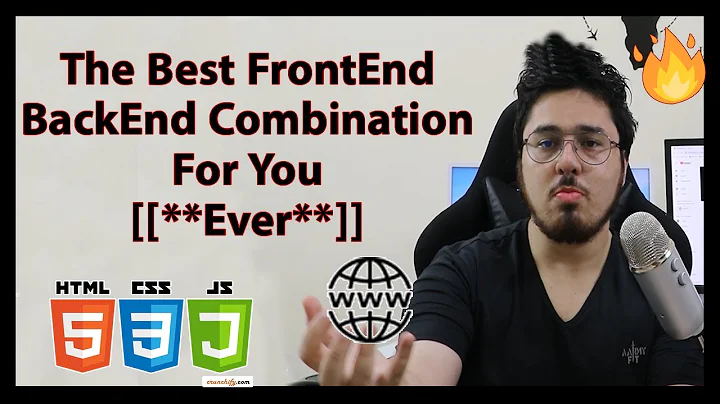 The Best FrontEnd
BackEnd Combination
For You
[[**Ever**]]
HTML CSS JS
5 3 J
www
crunchify.com